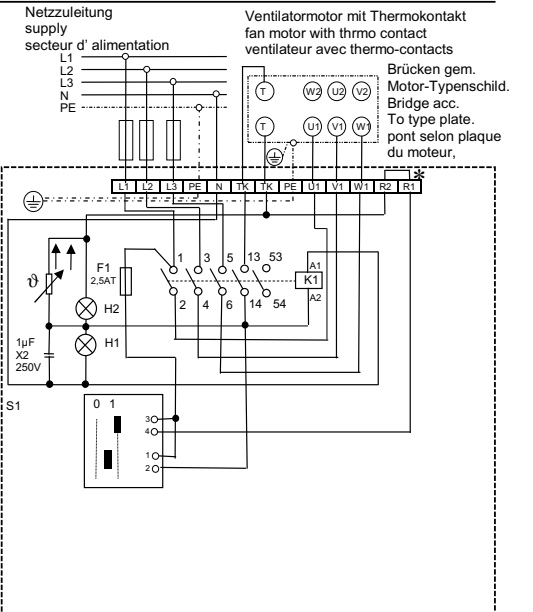 Netzzuleitung
supply
secteur d' alimentation
L1
L2
L3
N
PE
Ventilatormotor mit Thermokontakt
fan motor with thrmo contact
ventilateur avec thermo-contacts
T W2 U2 V2
T U1 V1 W1
Brücken gem.
Motor-Typenschild.
Bridge acc.
To type plate.
pont selon plaque
du moteur,
L1 L2 L3 PE N TK TK PE U1 V1 W1 R2 R1 *
ϑ
F1
2,5AT
1 3 5 13 53
2 4 6 14 54
A1
K1
A2
H2
H1
1µF
X2
250V
S1
0 1
3
4
1
2